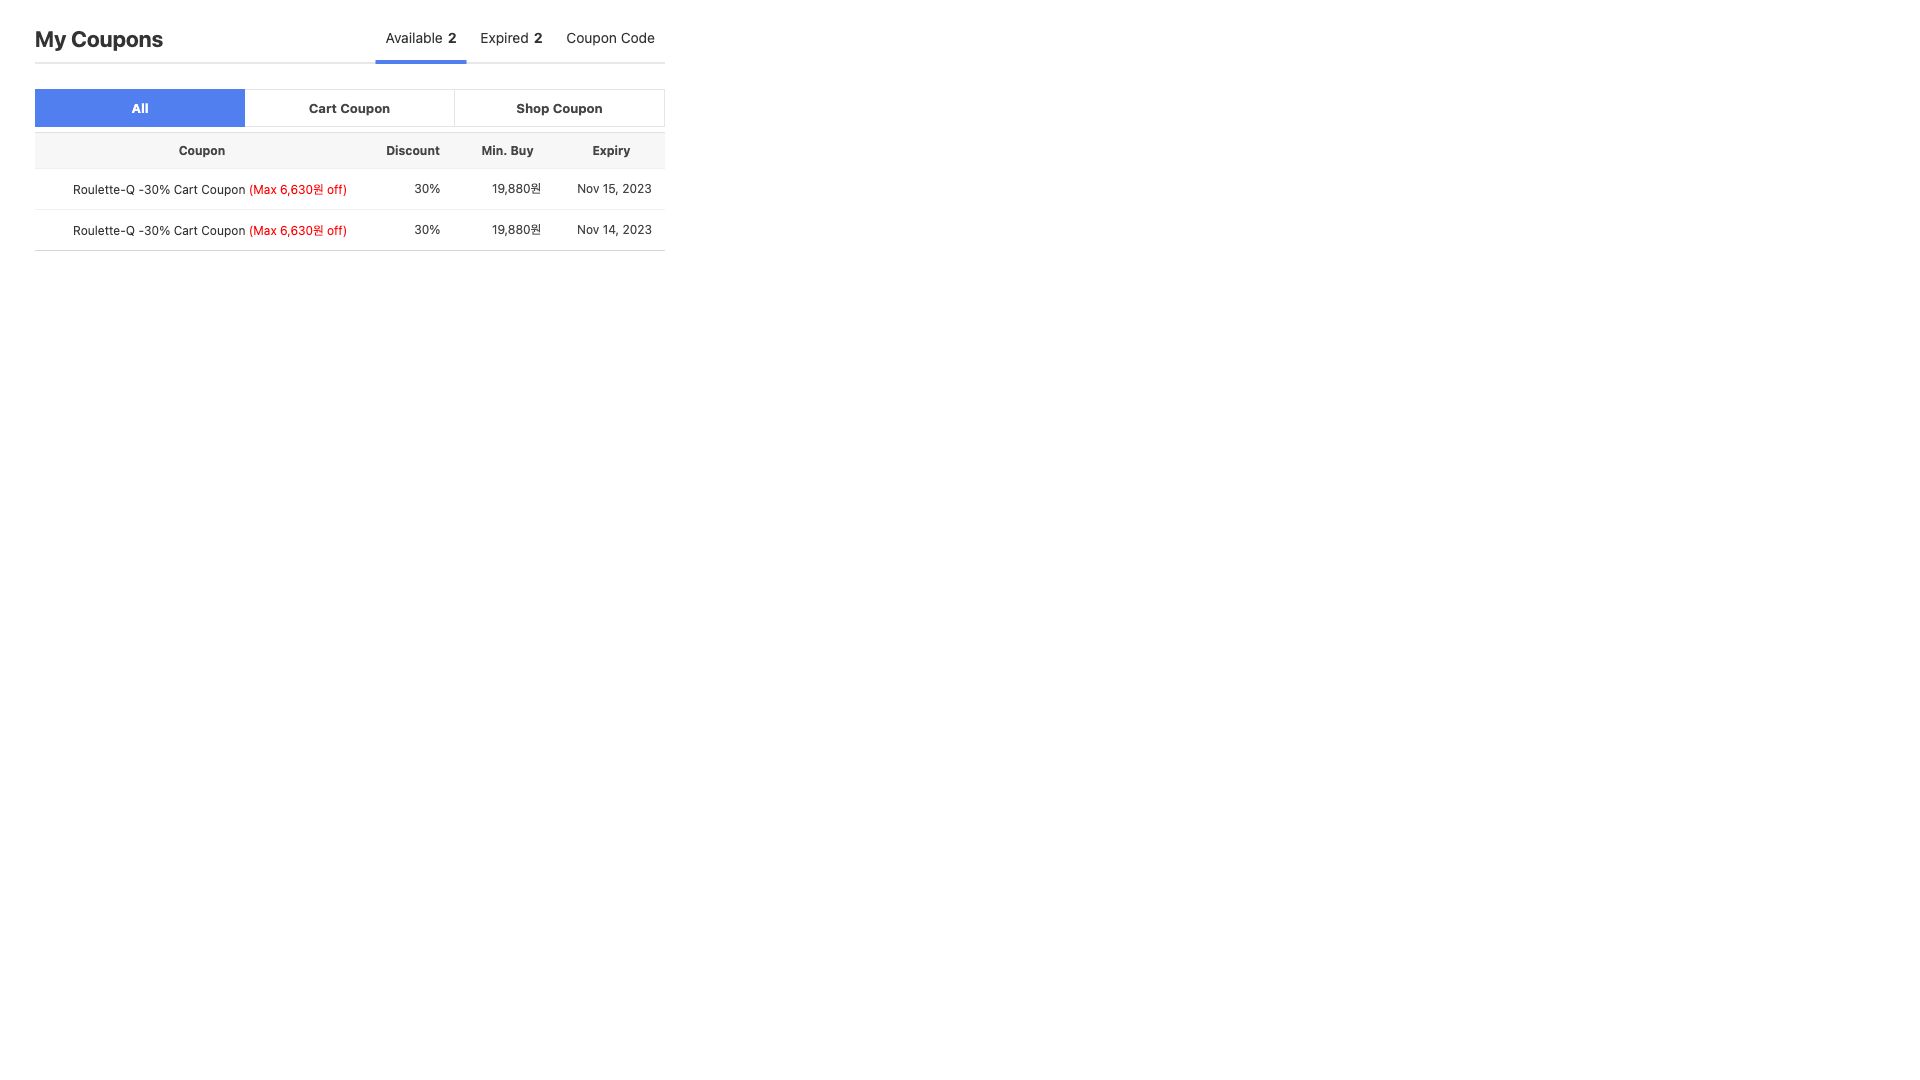 My Coupons
Available 2 Expired 2 Coupon Code
All Cart Coupon Shop Coupon
Coupon Discount Min. Buy Expiry
Roulette-Q -30% Cart Coupon (Max 6,630원 off) 30% 19,880원 Nov 15, 2023
Roulette-Q -30% Cart Coupon (Max 6,630원 off) 30% 19,880원 Nov 14, 2023